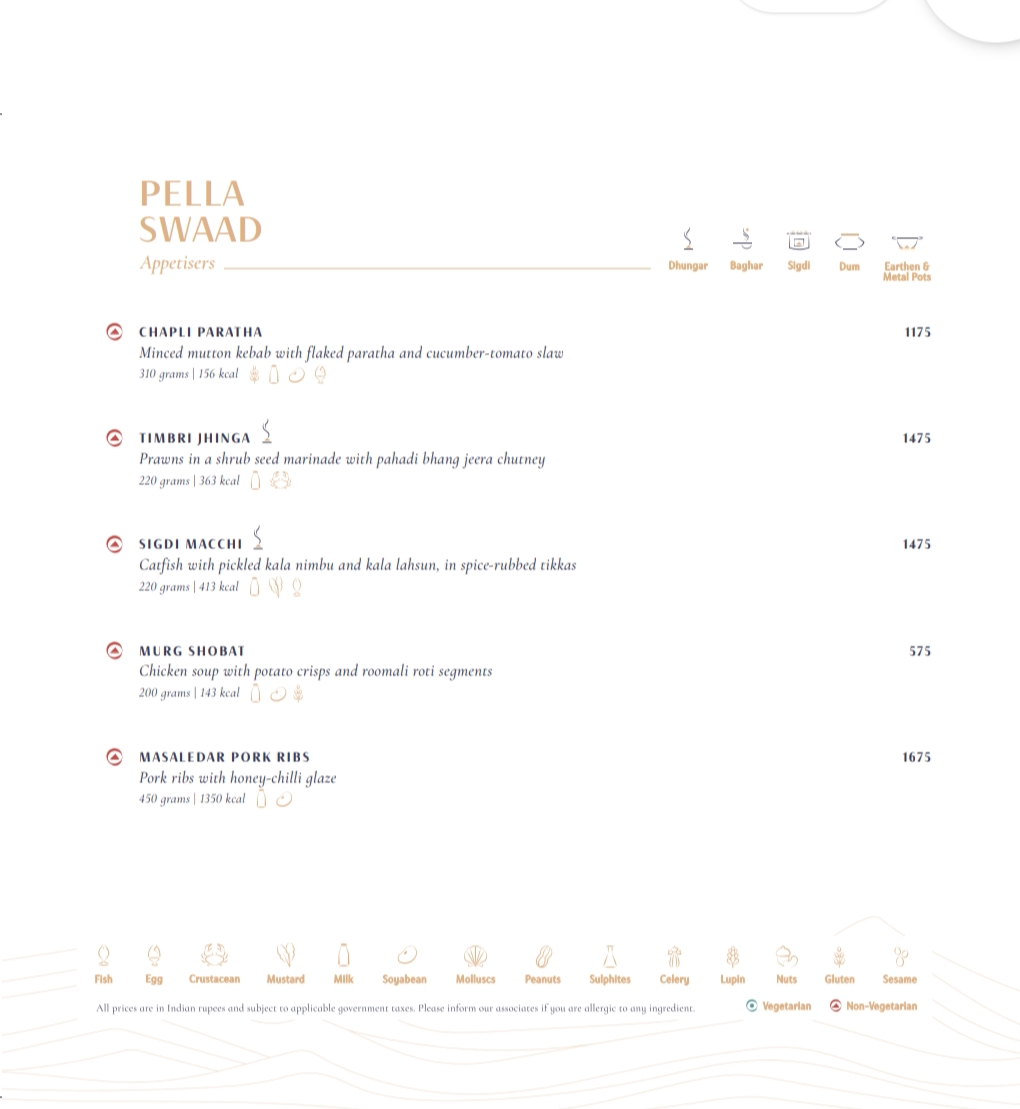 PELLA
SWAAD
Appetisers
Dhungar Baghar Sigdi Dum Earthen &
Metal Pots
CHAPLI PARATHA 1175
Minced mutton kebab with flaked paratha and cucumber-tomato slaw
310 grams | 156 kcal
TIMBRI JHINGA 1475
Prawns in a shrub seed marinade with pahadi bhang jeera chutney
220 grams | 363 kcal
SIGDI MACCHI 1475
Catfish with pickled kala nimbu and kala lahsun, in spice-rubbed tikkas
220 grams | 413 kcal
MURG SHOBAT 575
Chicken soup with potato crisps and roomali roti segments
200 grams | 143 kcal
MASALEDAR PORK RIBS 1675
Pork ribs with honey-chilli glaze
450 grams | 1350 kcal
Fish Egg Crustacean Mustard Milk Soyabean Molluscs Peanuts Sulphites Celery Lupin Nuts Gluten Sesame
All prices are in Indian rupees and subject to applicable government taxes. Please inform our associates if you are allergic to any ingredient. Vegetarian Non-Vegetarian